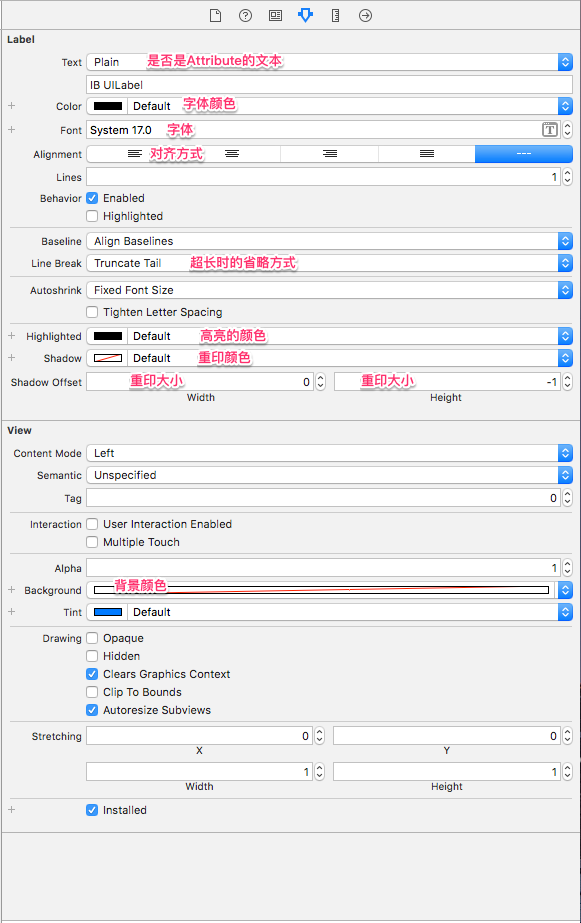 Label
Text Plain 是否是Attribute的文本
IB UILabel
+ Color Default 字体颜色
+ Font System 17.0 字体 T
Alignment 对齐方式 ---
Lines 1
Behavior Enabled
Highlighted
Baseline Align Baselines
Line Break Truncate Tail 超长时的省略方式
Autoshrink Fixed Font Size
Tighten Letter Spacing
+ Highlighted Default 高亮的颜色
+ Shadow Default 重印颜色
Shadow Offset 重印大小 0 重印大小 -1
Width Height
View
Content Mode Left
Semantic Unspecified
Tag 0
Interaction User Interaction Enabled
Multiple Touch
Alpha 1
+ Background 背景颜色
+ Tint Default
Drawing Opaque
Hidden
Clears Graphics Context
Clip To Bounds
Autoresize Subviews
Stretching 0 0
X Y
1 1
Width Height
+ Installed